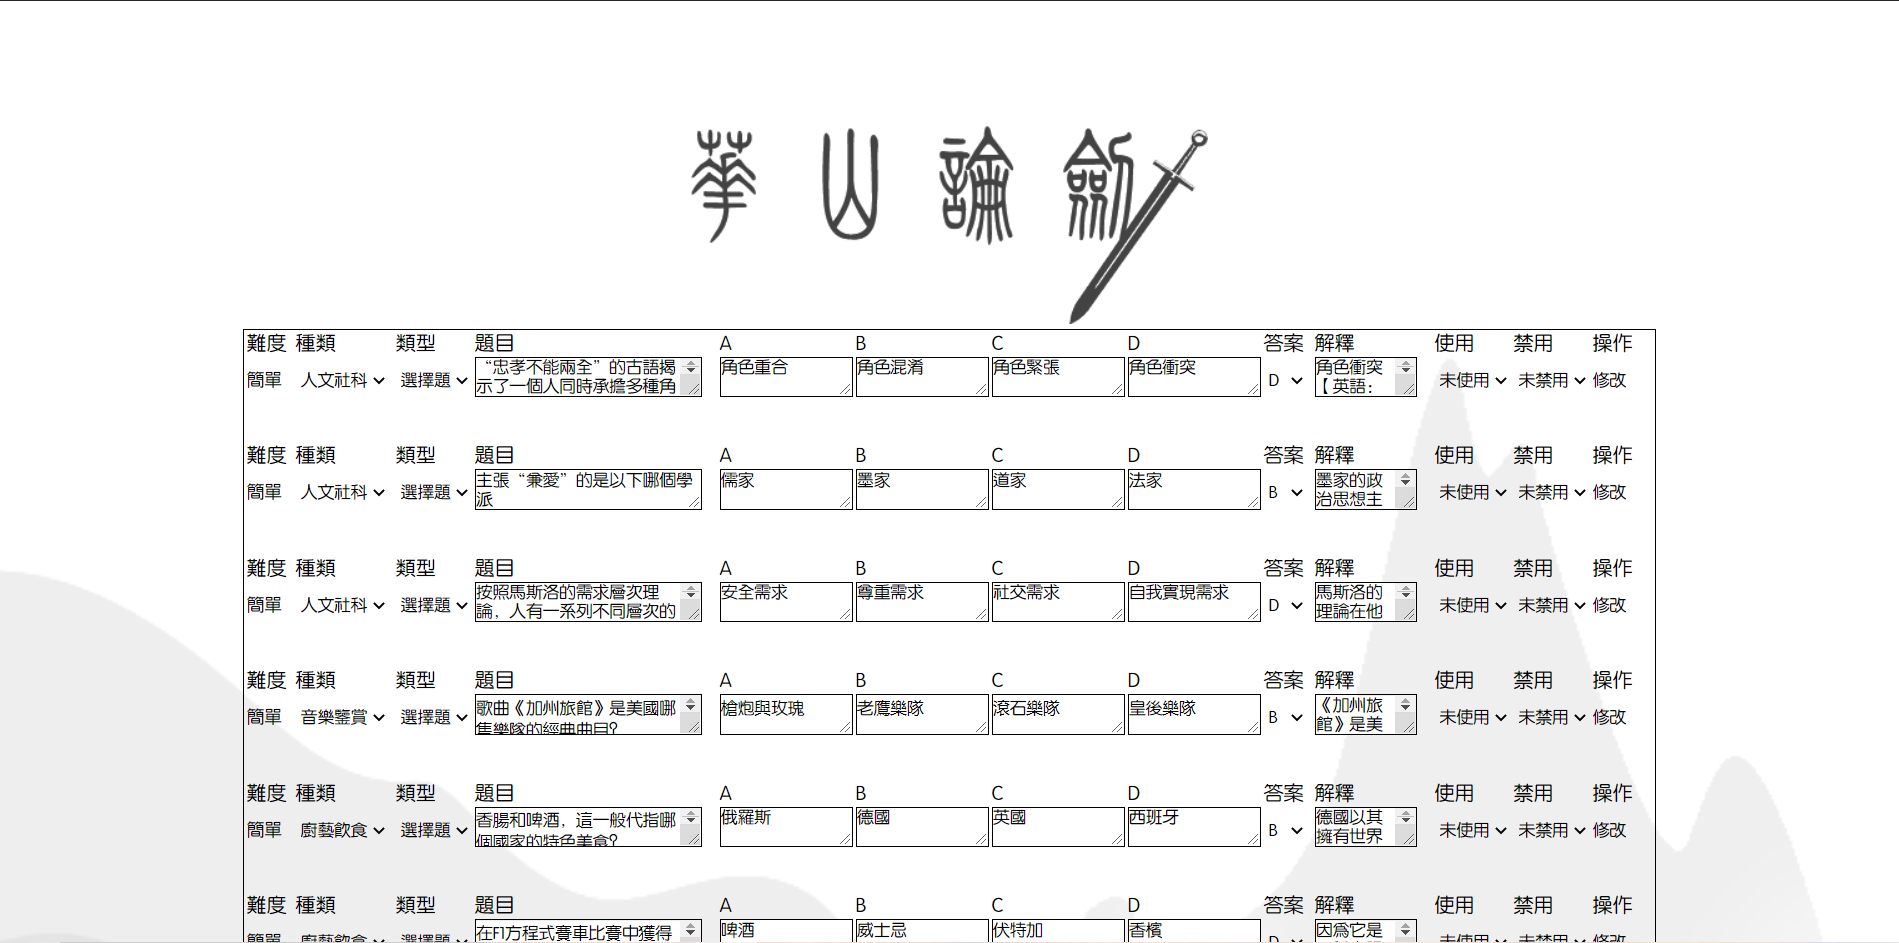 華山論劍
難度 種類 類型 題目 A B C D 答案 解釋 使用 禁用 操作
簡單 人文社科 選擇題 “忠孝不能兩全”的古語揭 角色重合 角色混淆 角色緊張 角色衝突 D 角色衝突 未使用 未禁用 修改
示了一個人同時承擔多種角 【英語：
難度 種類 類型 題目 A B C D 答案 解釋 使用 禁用 操作
簡單 人文社科 選擇題 主張“兼愛”的是以下哪個學 儒家 墨家 道家 法家 B 墨家的政 未使用 未禁用 修改
派 治思想主
難度 種類 類型 題目 A B C D 答案 解釋 使用 禁用 操作
簡單 人文社科 選擇題 按照馬斯洛的需求層次理 安全需求 尊重需求 社交需求 自我實現需求 D 馬斯洛的 未使用 未禁用 修改
論，人有一系列不同層次的 理論在他
難度 種類 類型 題目 A B C D 答案 解釋 使用 禁用 操作
簡單 音樂鑒賞 選擇題 歌曲《加州旅館》是美國哪 槍炮與玫瑰 老鷹樂隊 滾石樂隊 皇後樂隊 B 《加州旅 未使用 未禁用 修改
隻樂隊的經典曲目？ 館》是美
難度 種類 類型 題目 A B C D 答案 解釋 使用 禁用 操作
簡單 廚藝飲食 選擇題 香腸和啤酒，這一般代指哪 俄羅斯 德國 英國 西班牙 B 德國以其 未使用 未禁用 修改
個國家的特色美食？ 擁有世界
難度 種類 類型 題目 A B C D 答案 解釋 使用 禁用 操作
簡單 廚藝飲食 選擇題 在F1方程式賽車比賽中獲得 啤酒 威士忌 伏特加 香檳 D 因為它是 未使用 未禁用 修改